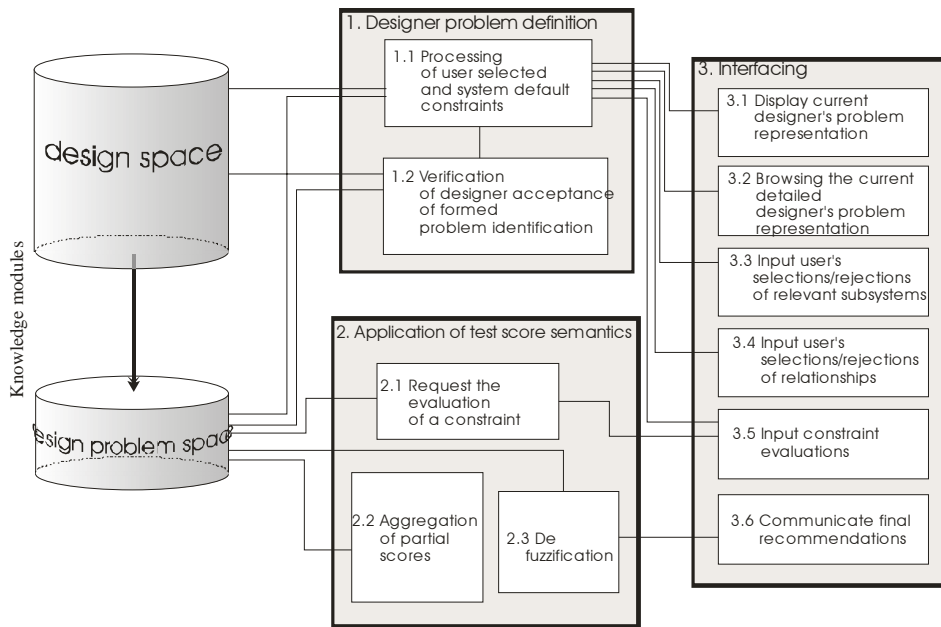 1. Designer problem definition
1.1 Processing
of user selected
and system default
constraints
1.2 Verification
of designer acceptance
of formed
problem identification
design space
Knowledge modules
design problem space
2. Application of test score semantics
2.1 Request the
evaluation
of a constraint
2.2 Aggregation
of partial
scores
2.3 De
fuzzification
3. Interfacing
3.1 Display current
designer's problem
representation
3.2 Browsing the current
detailed
designer's problem
representation
3.3 Input user's
selections/rejections
of relevant subsystems
3.4 Input user's
selections/rejections
of relationships
3.5 Input constraint
evaluations
3.6 Communicate final
recommendations